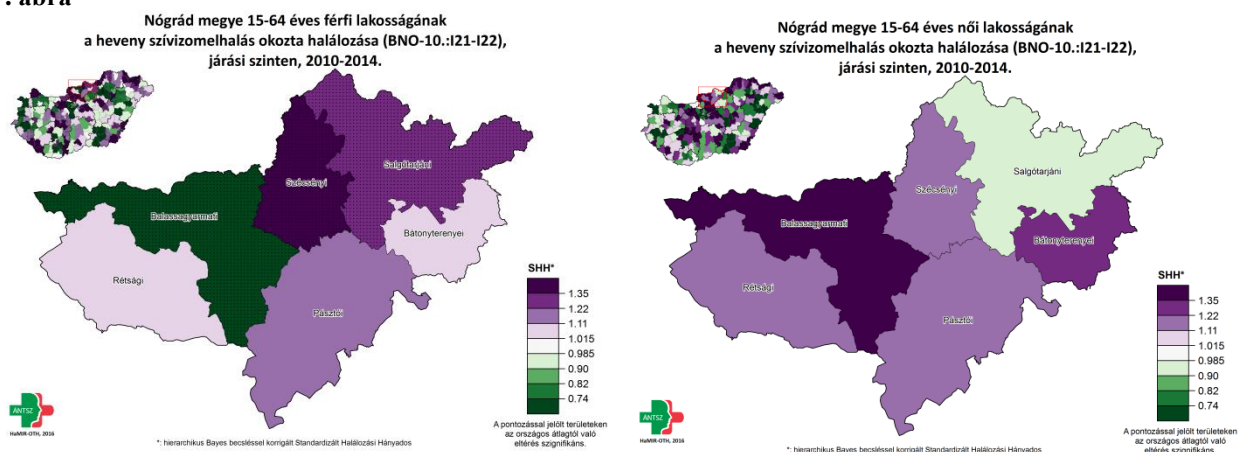 . ábra
Nógrád megye 15-64 éves férfi lakosságának
a heveny szívizomelhalás okozta halálozása (BNO-10.:I21-I22),
járási szinten, 2010-2014.
Salgótarjáni
Szécsényi
Balassagyarmati
Bátonyterenyei
Rétsági
Pásztói
SHH*
1.35
1.22
1.11
1.015
0.985
0.90
0.82
0.74
ANTSZ
HaMIR-OTH, 2016
A pontozással jelölt területeken
az országos átlagtól való
eltérés szignifikáns.
*: hierarchikus Bayes becsléssel korrigált Standardizált Halálozási Hányados
Nógrád megye 15-64 éves női lakosságának
a heveny szívizomelhalás okozta halálozása (BNO-10.:I21-I22),
járási szinten, 2010-2014.
Salgótarjáni
Szécsényi
Balassagyarmati
Bátonyterenyei
Rétsági
Pásztói
SHH*
1.35
1.22
1.11
1.015
0.985
0.90
0.82
0.74
ANTSZ
HaMIR-OTH, 2016
A pontozással jelölt területeken
az országos átlagtól való
eltérés szignifikáns.
*: hierarchikus Bayes becsléssel korrigált Standardizált Halálozási Hányados